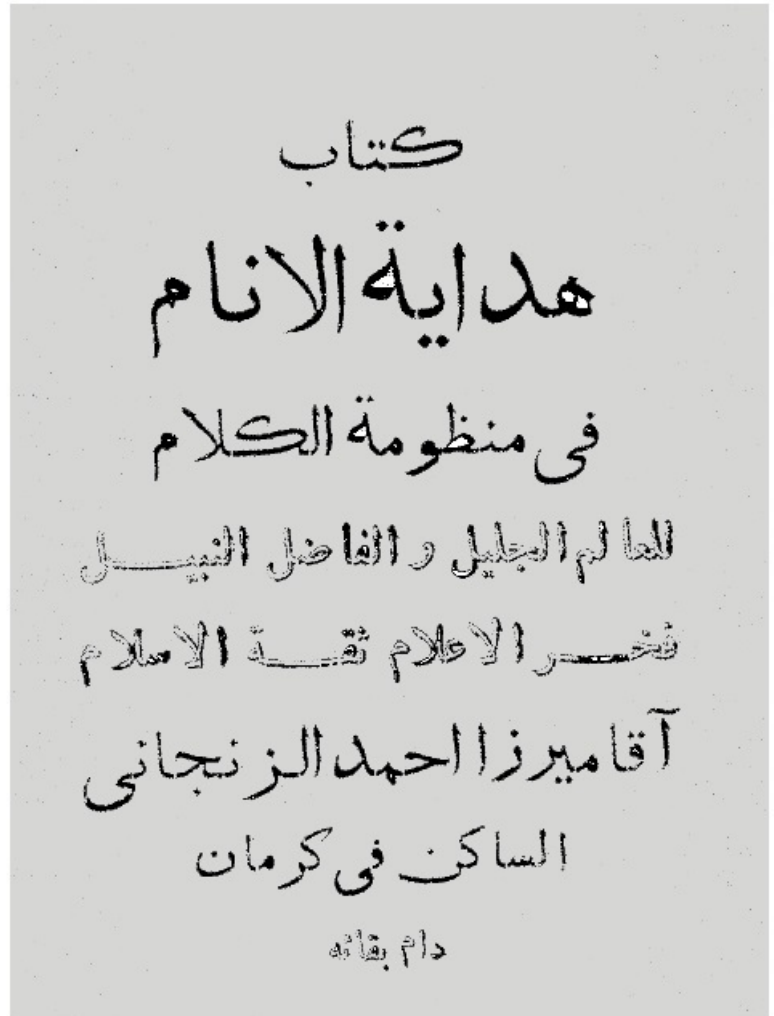 كتاب
هداية الانام
فى منظومة الكلام
للعالم الجليل و الفاضل النبيل
فخر الاعلام ثقة الاسلام
آقا ميرزا احمد الزنجانى
الساكن فى كرمان
دام بقائه